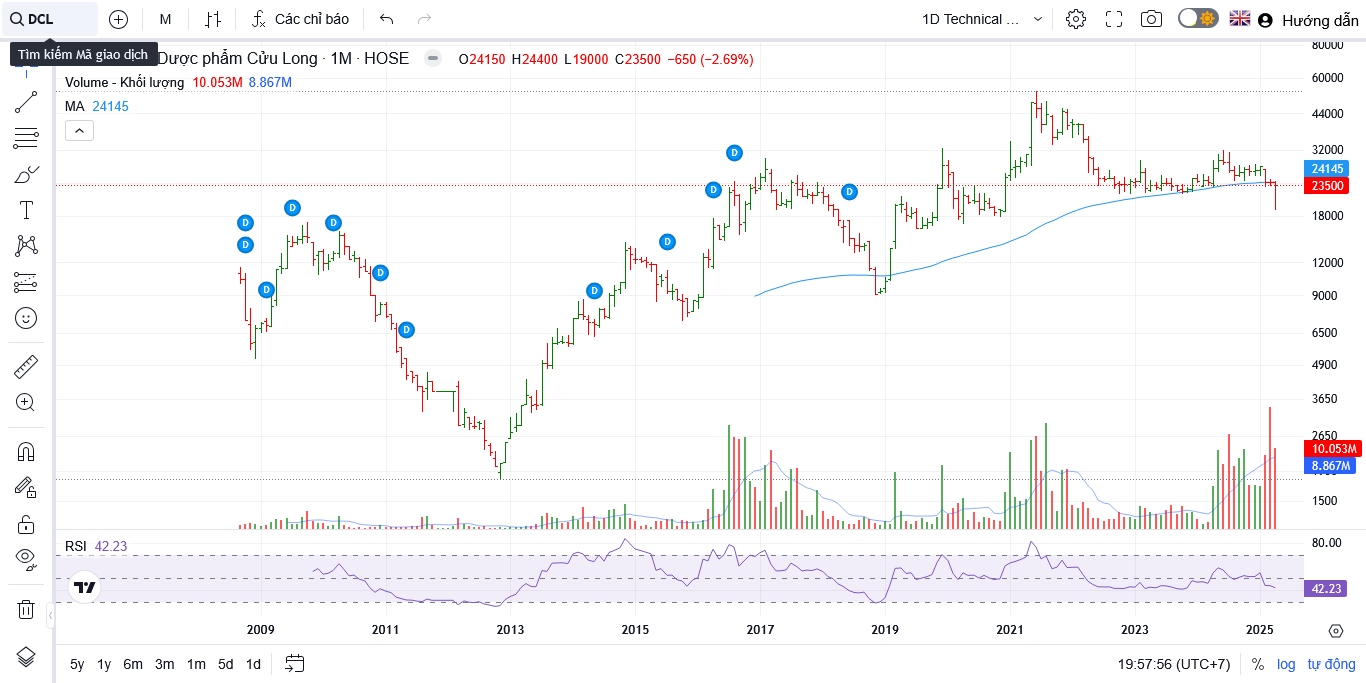 DCL
M
Các chỉ báo
1D Technical ...
Hướng dẫn
Tìm kiếm Mã giao dịch
Dược phẩm Cửu Long · 1M · HOSE
O24150 H24400 L19000 C23500 −650 (−2.69%)
Volume - Khối lượng 10.053M 8.867M
MA 24145
80000
60000
44000
32000
24145
23500
18000
12000
9000
6500
4900
3650
2650
10.053M
8.867M
1500
D
D
D
D
D
D
D
D
D
D
D
D
RSI 42.23
80.00
42.23
2009 2011 2013 2015 2017 2019 2021 2023 2025
5y 1y 6m 3m 1m 5d 1d
19:57:56 (UTC+7) % log tự động